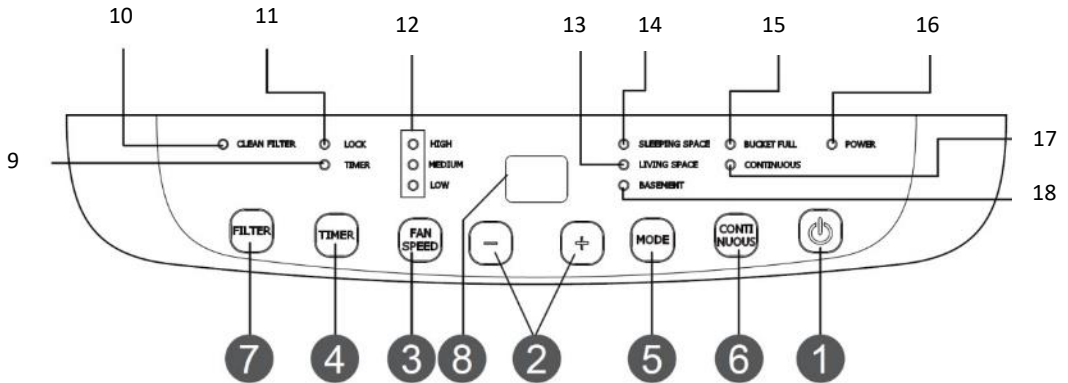 10 11 12 13 14 15 16
CLEAN FILTER LOCK HIGH SLEEPING SPACE BUCKET FULL POWER
17
9 TIMER MEDIUM LIVING SPACE CONTINUOUS
LOW BASEMENT 18
FILTER TIMER FAN SPEED − + MODE CONTI NUOUS
7 4 3 8 2 5 6 1